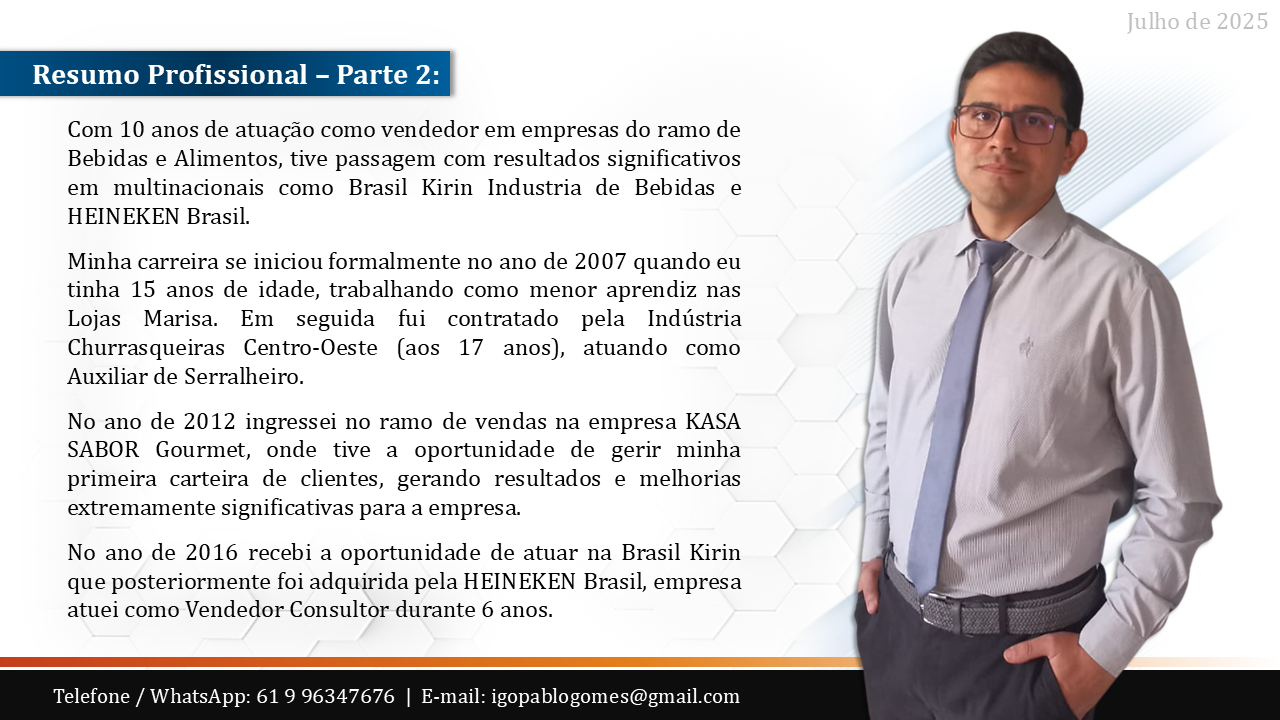 Julho de 2025
Resumo Profissional – Parte 2:
Com 10 anos de atuação como vendedor em empresas do ramo de
Bebidas e Alimentos, tive passagem com resultados significativos
em multinacionais como Brasil Kirin Industria de Bebidas e
HEINEKEN Brasil.
Minha carreira se iniciou formalmente no ano de 2007 quando eu
tinha 15 anos de idade, trabalhando como menor aprendiz nas
Lojas Marisa. Em seguida fui contratado pela Indústria
Churrasqueiras Centro-Oeste (aos 17 anos), atuando como
Auxiliar de Serralheiro.
No ano de 2012 ingressei no ramo de vendas na empresa KASA
SABOR Gourmet, onde tive a oportunidade de gerir minha
primeira carteira de clientes, gerando resultados e melhorias
extremamente significativas para a empresa.
No ano de 2016 recebi a oportunidade de atuar na Brasil Kirin
que posteriormente foi adquirida pela HEINEKEN Brasil, empresa
atuei como Vendedor Consultor durante 6 anos.
Telefone / WhatsApp: 61 9 96347676 | E-mail: igopablogomes@gmail.com